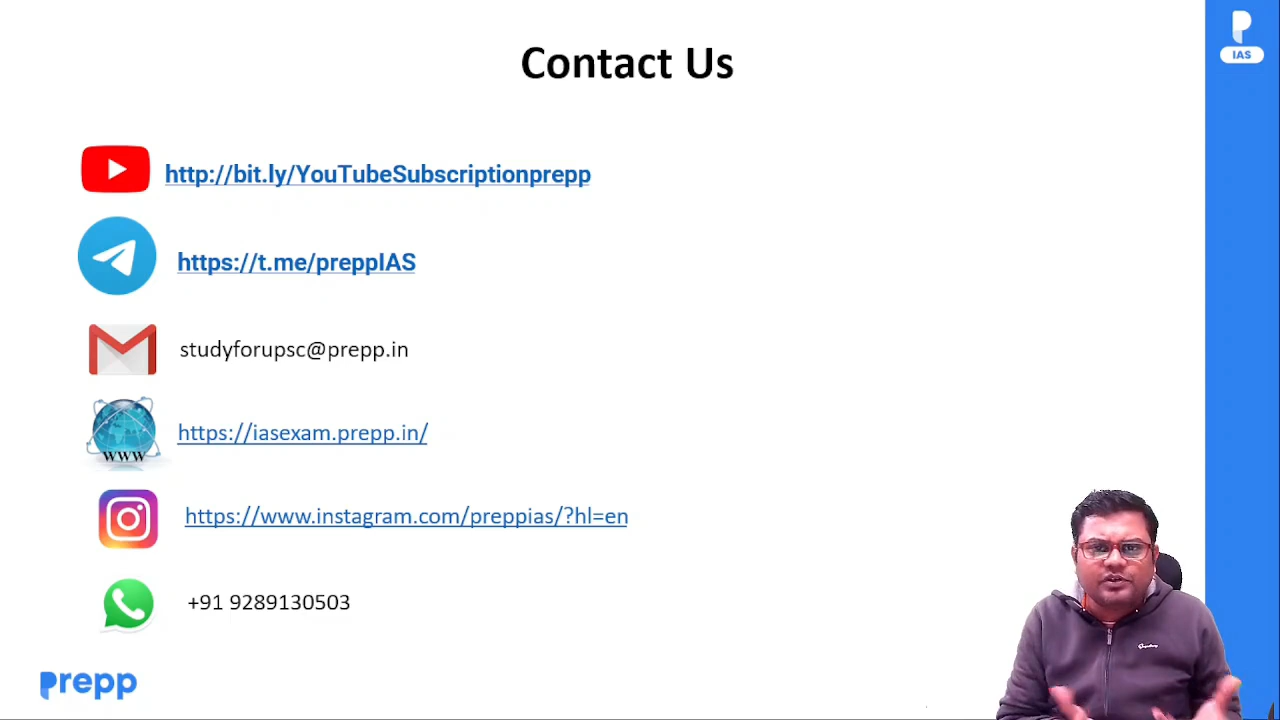 Contact Us
IAS
http://bit.ly/YouTubeSubscriptionprepp
https://t.me/preppIAS
studyforupsc@prepp.in
https://iasexam.prepp.in/
www
https://www.instagram.com/preppias/?hl=en
+91 9289130503
prepp